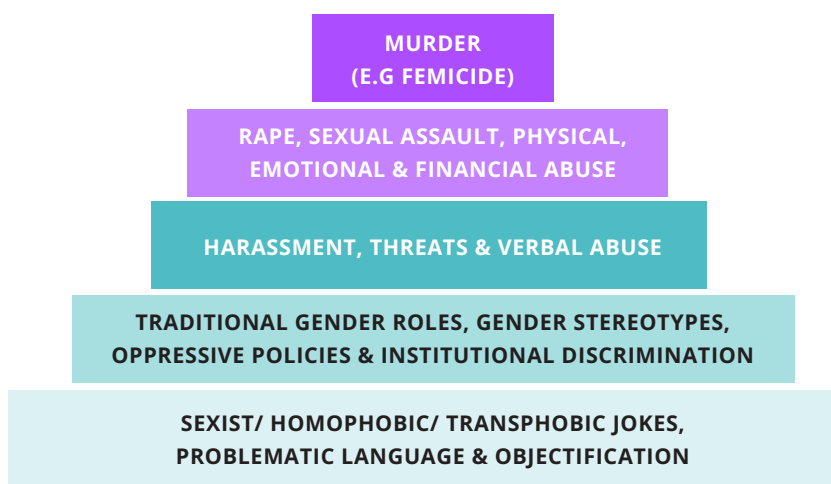 MURDER
(E.G FEMICIDE)
RAPE, SEXUAL ASSAULT, PHYSICAL,
EMOTIONAL & FINANCIAL ABUSE
HARASSMENT, THREATS & VERBAL ABUSE
TRADITIONAL GENDER ROLES, GENDER STEREOTYPES,
OPPRESSIVE POLICIES & INSTITUTIONAL DISCRIMINATION
SEXIST/ HOMOPHOBIC/ TRANSPHOBIC JOKES,
PROBLEMATIC LANGUAGE & OBJECTIFICATION